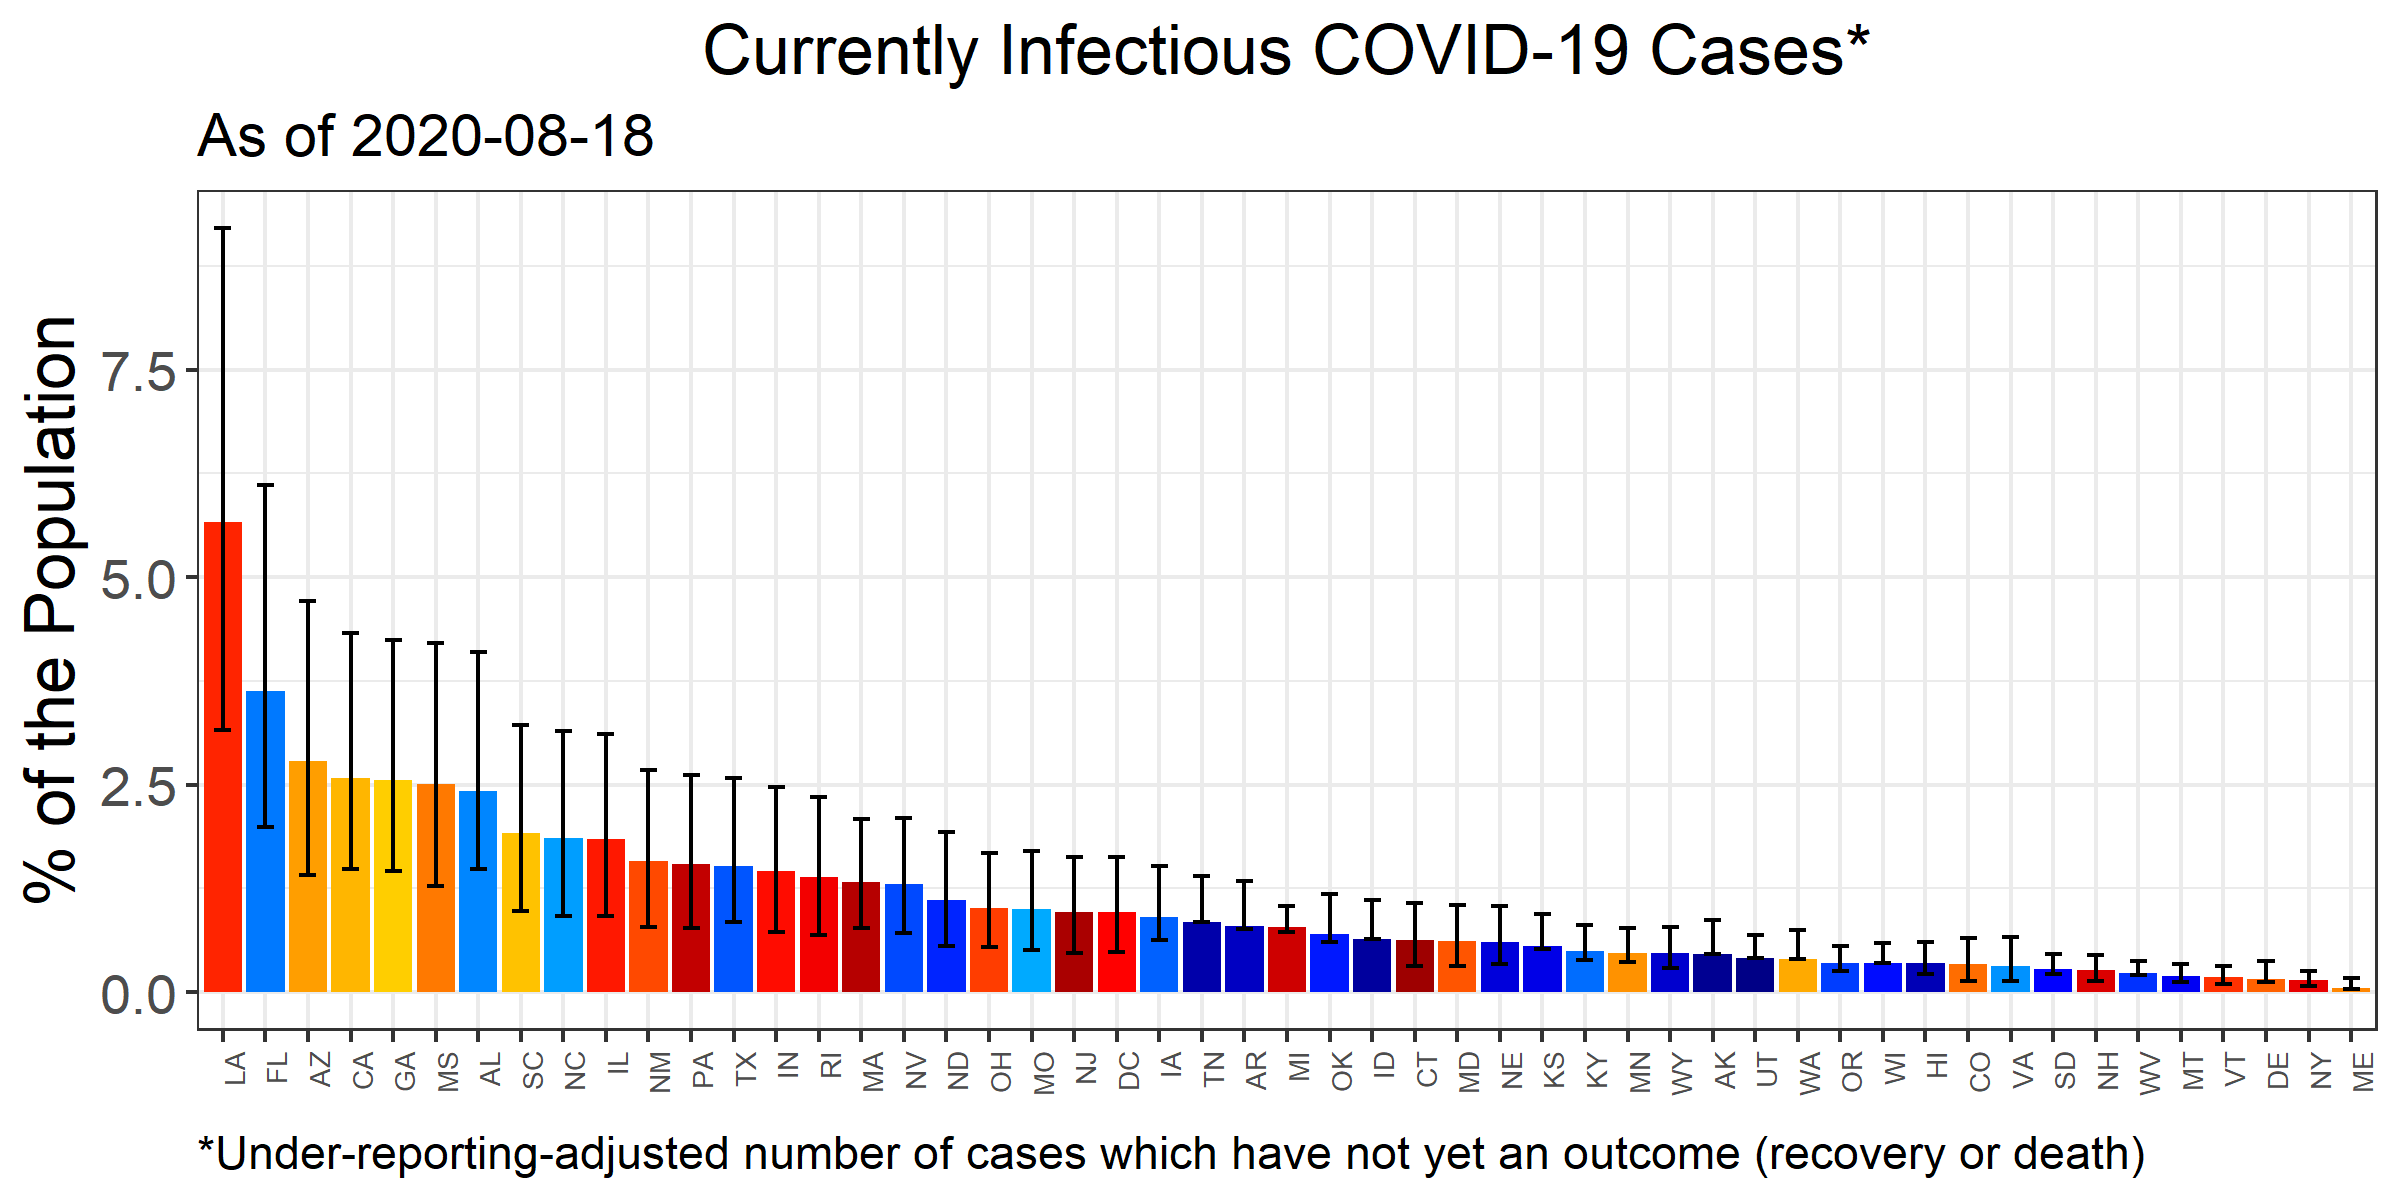 Currently Infectious COVID-19 Cases*
As of 2020-08-18
% of the Population
7.5
5.0
2.5
0.0
LA FL AZ CA GA MS AL SC NC IL NM PA TX IN RI MA NV ND OH MO NJ DC IA TN AR MI OK ID CT MD NE KS KY MN WY AK UT WA OR WI HI CO VA SD NH WV MT VT DE NY ME
*Under-reporting-adjusted number of cases which have not yet an outcome (recovery or death)